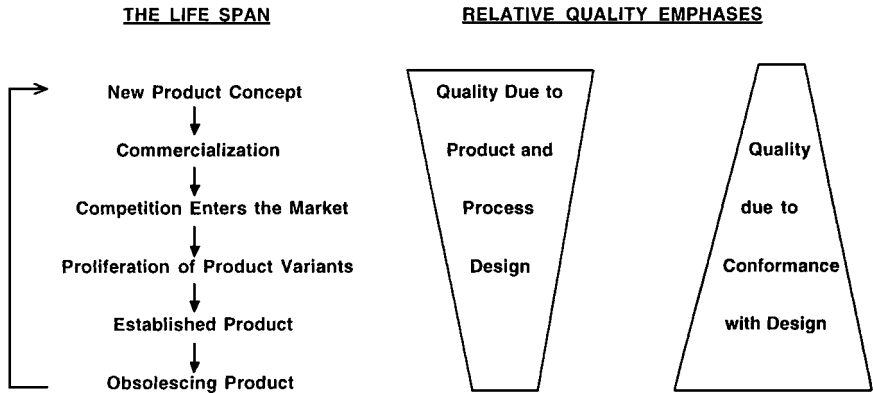 THE LIFE SPAN
RELATIVE QUALITY EMPHASES
New Product Concept
Commercialization
Competition Enters the Market
Proliferation of Product Variants
Established Product
Obsolescing Product
Quality Due to
Product and
Process
Design
Quality
due to
Conformance
with Design